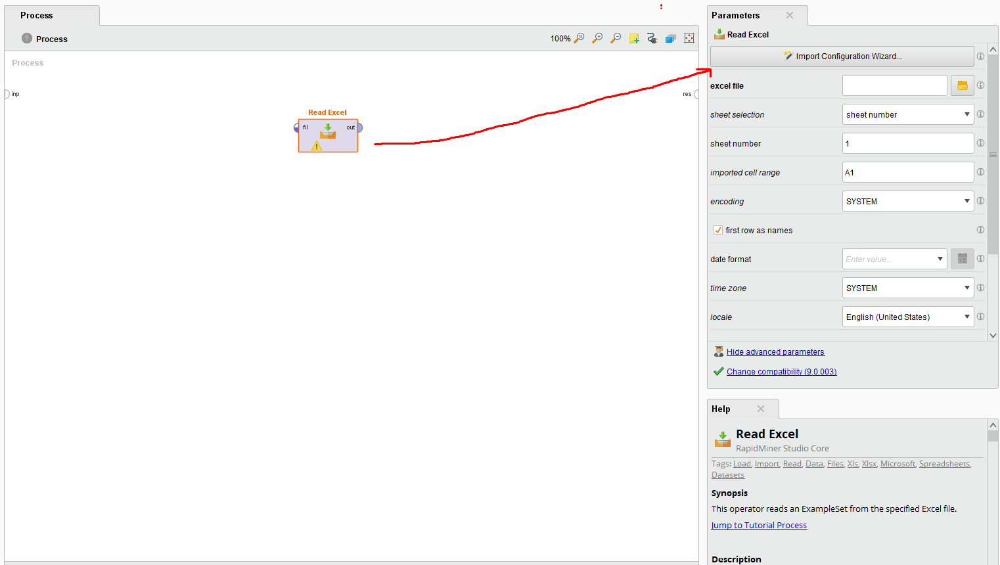 Process
Process
100%
Process
inp
res
Read Excel
fil
out
Parameters
Read Excel
Import Configuration Wizard...
excel file
sheet selection
sheet number
sheet number
1
imported cell range
A1
encoding
SYSTEM
first row as names
date format
Enter value...
12
time zone
SYSTEM
locale
English (United States)
Hide advanced parameters
Change compatibility (9.0.003)
Help
Read Excel
RapidMiner Studio Core
Tags: Load, Import, Read, Data, Files, Xls, Xlsx, Microsoft, Spreadsheets,
Datasets
Synopsis
This operator reads an ExampleSet from the specified Excel file.
Jump to Tutorial Process
Description